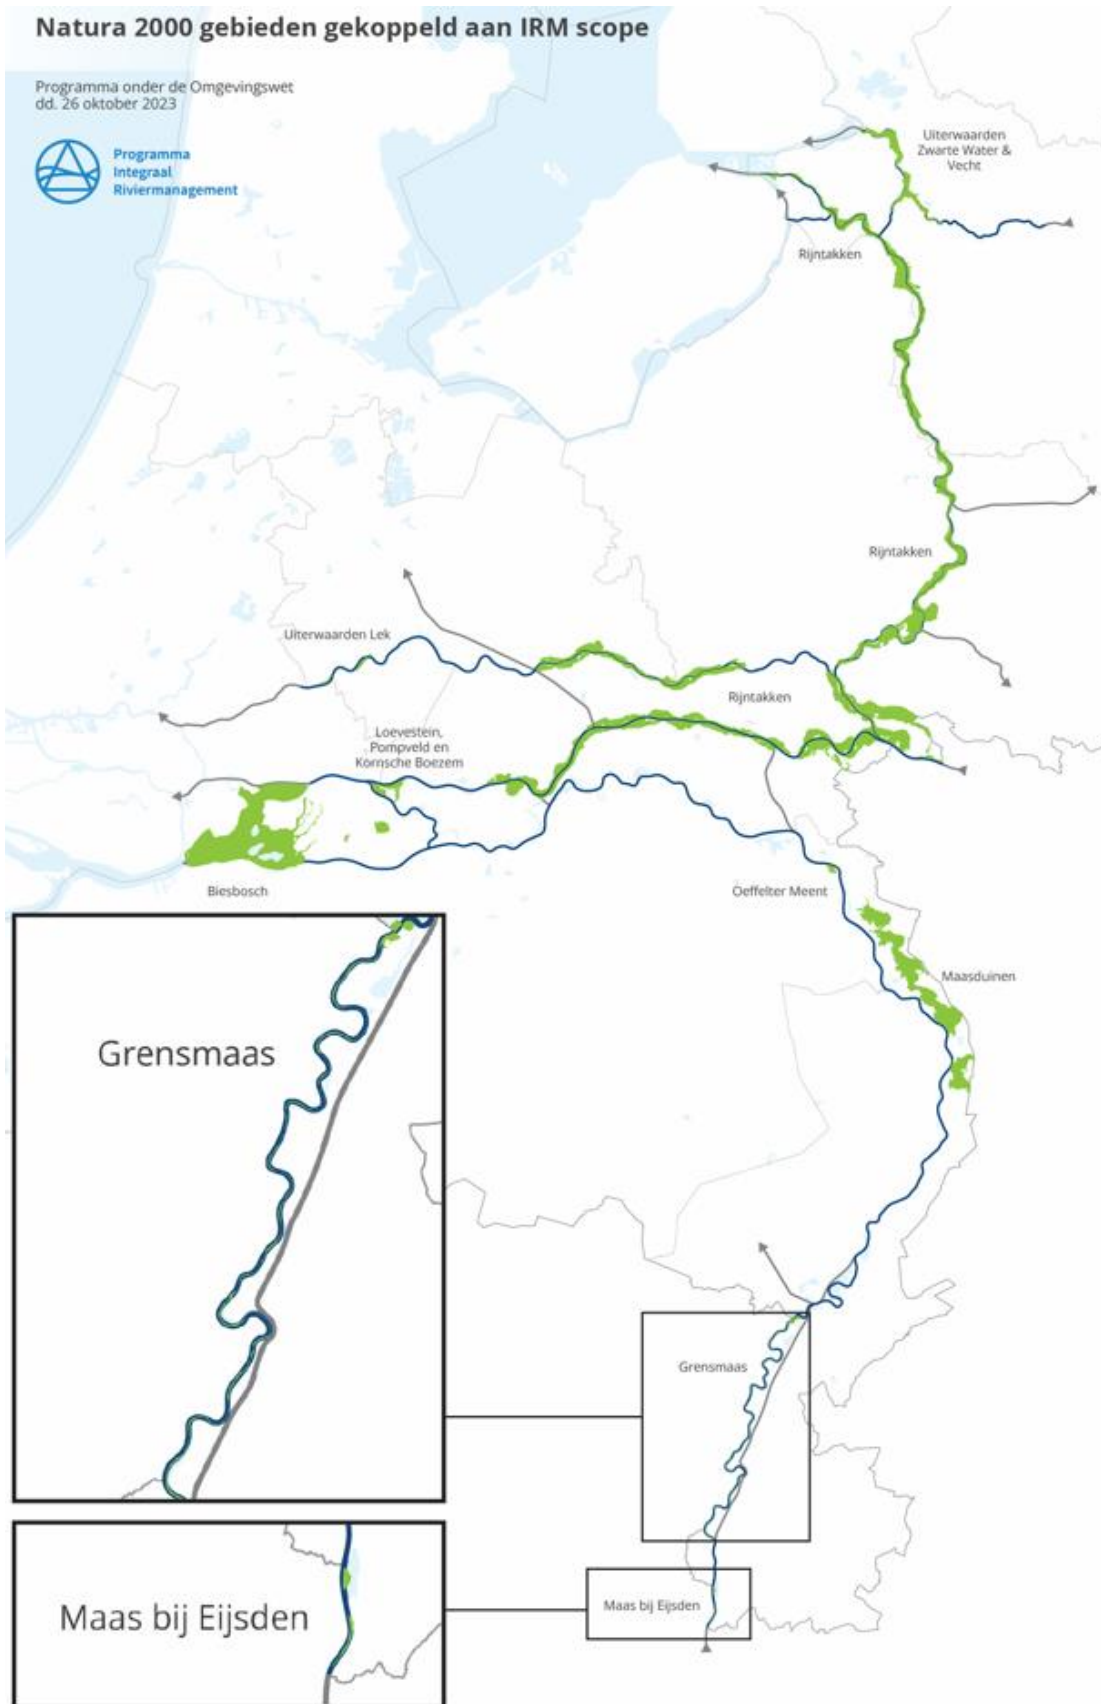 Natura 2000 gebieden gekoppeld aan IRM scope
Programma onder de Omgevingswet
dd. 26 oktober 2023
Programma
Integraal
Riviermanagement
Uiterwaarden
Zwarte Water &
Vecht
Rijntakken
Rijntakken
Uiterwaarden Lek
Rijntakken
Loevestein,
Pompveld en
Kornsche Boezem
Biesbosch
Oeffelter Meent
Maasduinen
Grensmaas
Grensmaas
Maas bij Eijsden
Maas bij Eijsden